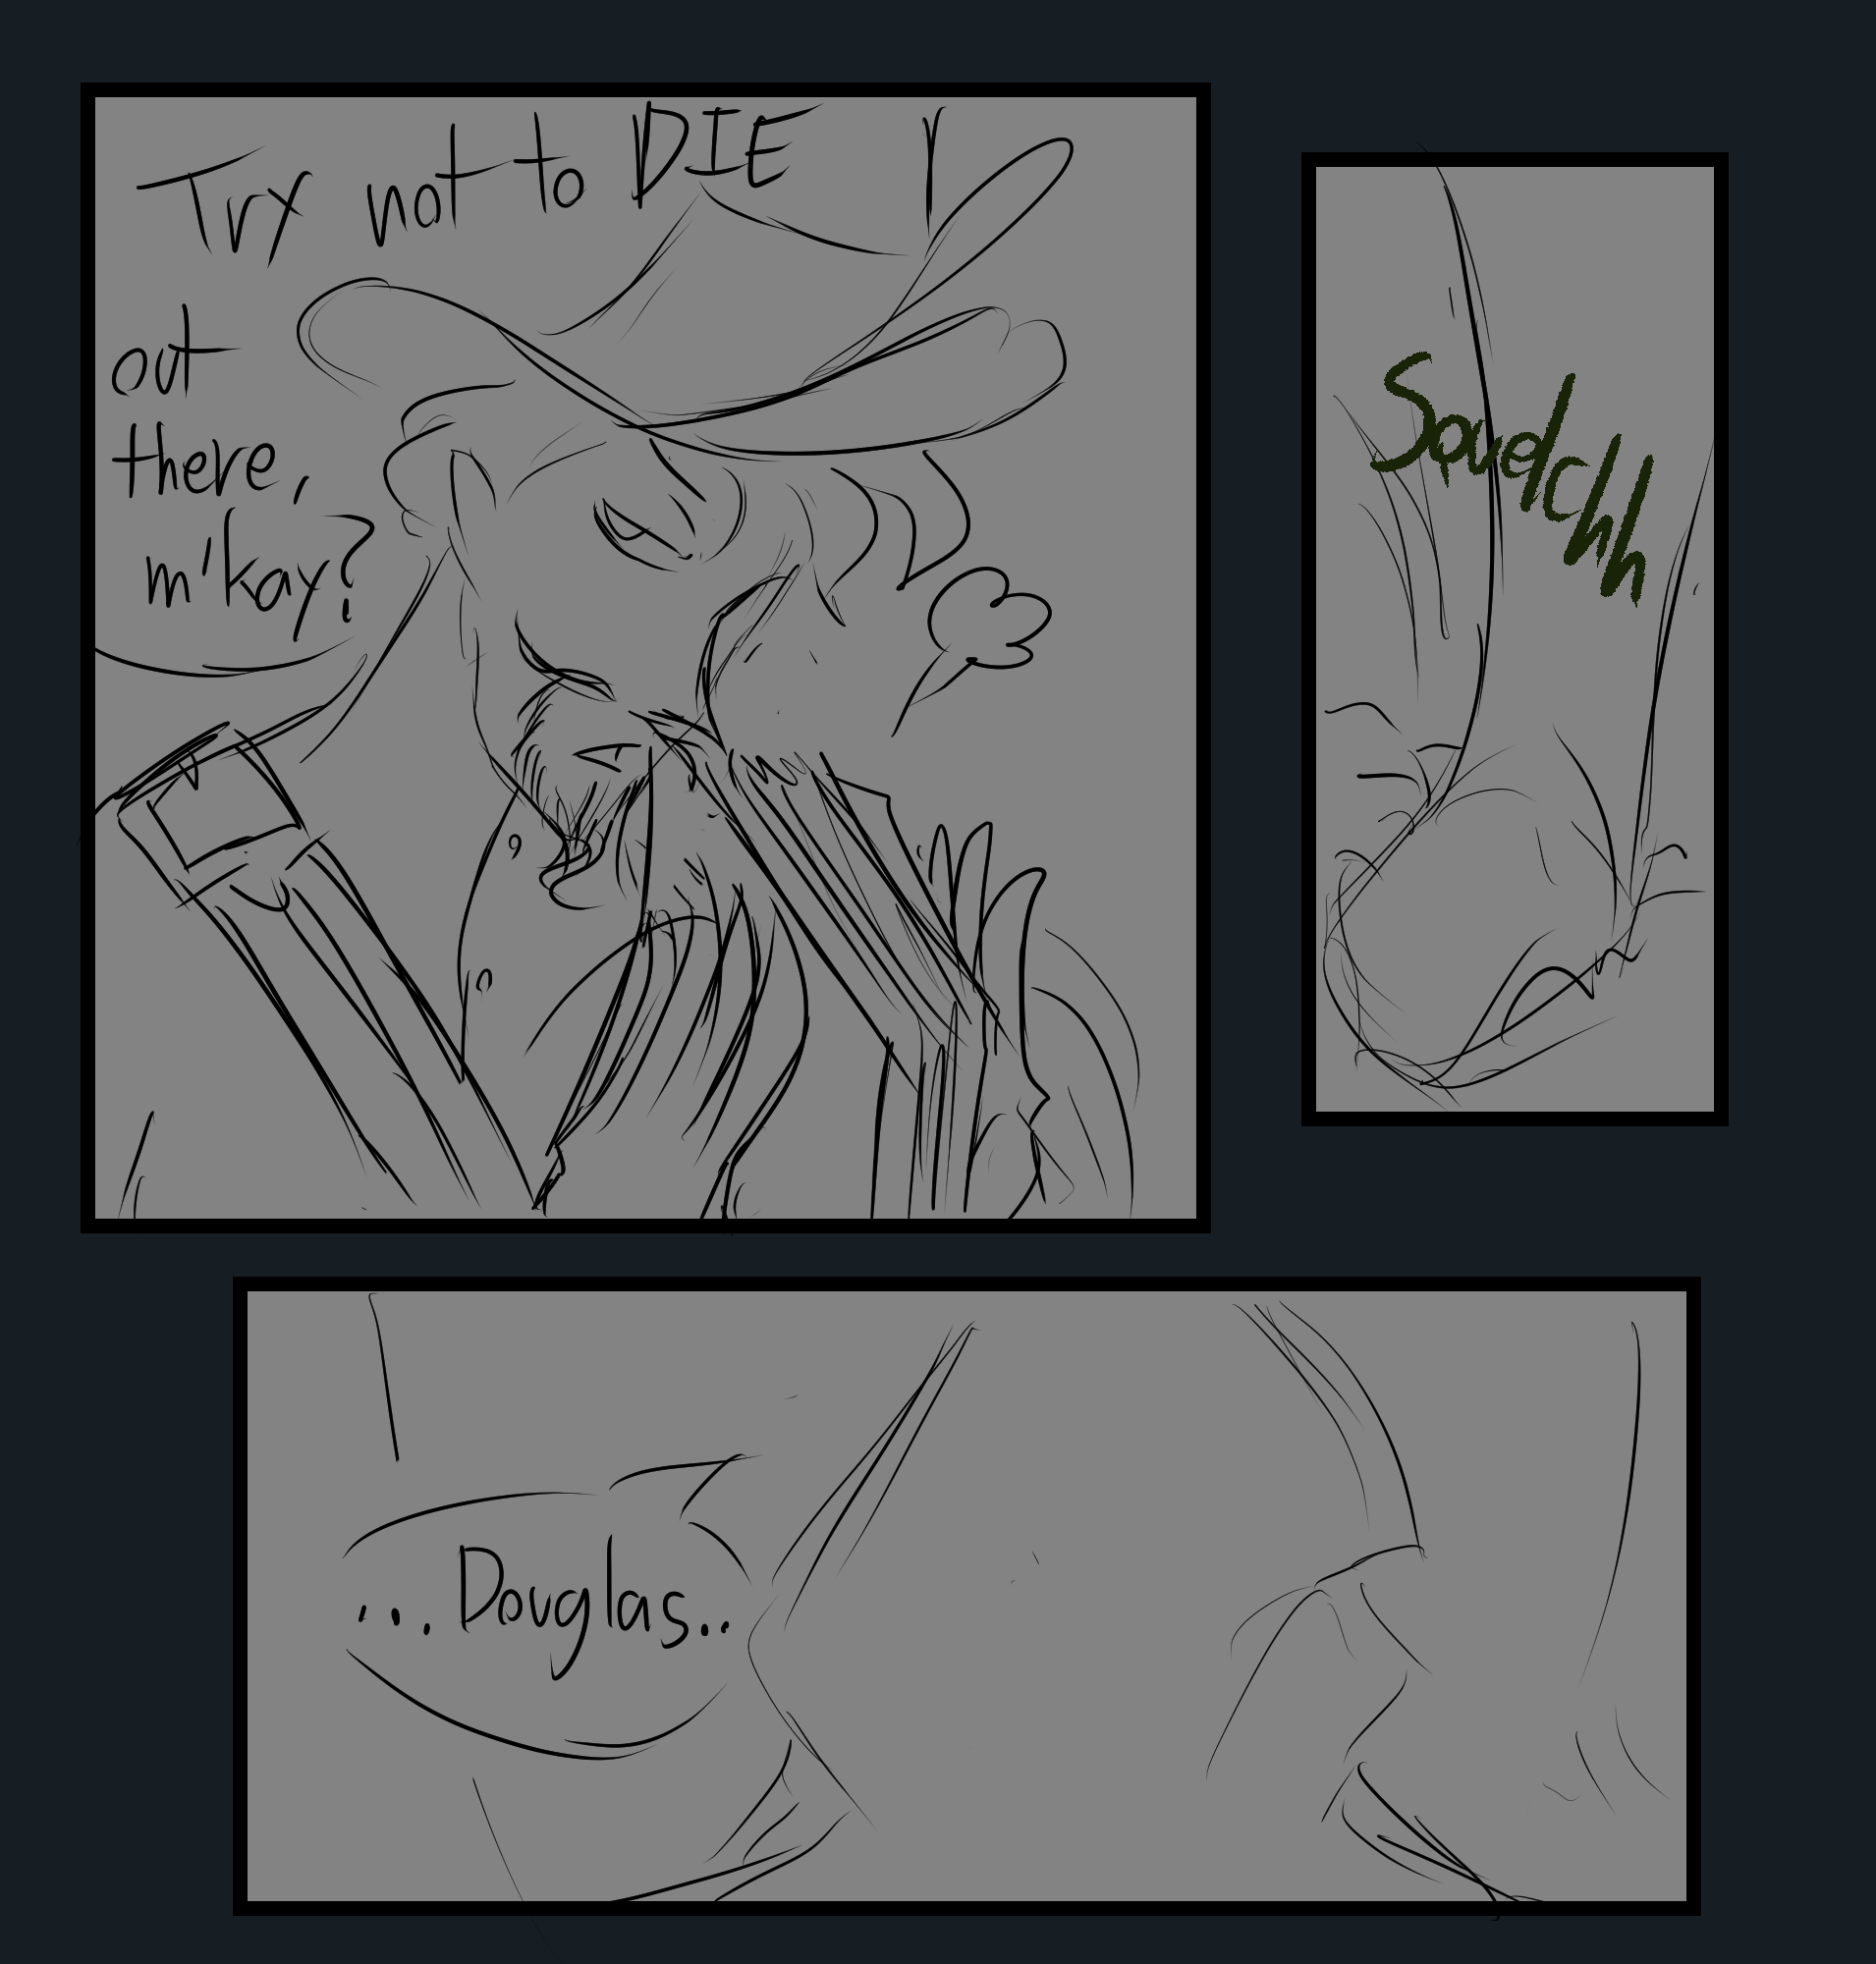 Try not to DIE
out
there,
m'kay?
Squelchh
...Douglas...